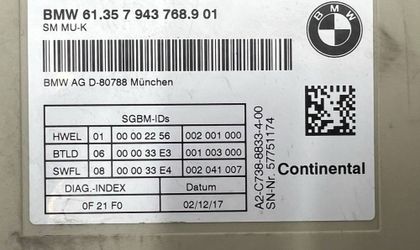 BMW 61.35 7 943 768.9 01
SM MU-K
BMW
BMW AG D-80788 München
SGBM-IDs
HWEL 01 00 00 22 56 002 001 000
BTLD 06 00 00 33 E3 001 003 000
SWFL 08 00 00 33 E4 002 041 007
DIAG.-INDEX Datum
0F 21 F0 02/12/17
A2-C738-8833-4-00
SN-Nr. 57751174
Continental